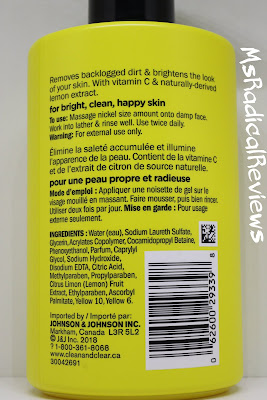 Removes backlogged dirt & brightens the look
of your skin. With vitamin C & naturally-derived
lemon extract.
for bright, clean, happy skin
To use: Massage nickel size amount onto damp face.
Work into lather & rinse well. Use twice daily.
Warning: For external use only.
Élimine la saleté accumulée et illumine
l'apparence de la peau. Contient de la vitamine C
et de l'extrait de citron de source naturelle.
pour une peau propre et radieuse
Mode d'emploi : Appliquer une noisette de gel sur le
visage mouillé en massant. Faire mousser, puis bien rincer.
Utiliser deux fois par jour. Mise en garde : Pour usage
externe seulement.
INGREDIENTS: Water (eau), Sodium Laureth Sulfate,
Glycerin, Acrylates Copolymer, Cocamidopropyl Betaine,
Phenoxyethanol, Parfum, Caprylyl
Glycol, Sodium Hydroxide,
Disodium EDTA, Citric Acid,
Methylparaben, Propylparaben,
Citrus Limon (Lemon) Fruit
Extract, Ethylparaben, Ascorbyl
Palmitate, Yellow 10, Yellow 6.
Imported by / Importé par:
JOHNSON & JOHNSON INC.
Markham, Canada L3R 5L2
© J&J Inc. 2018
1-800-361-8068
www.cleanandclear.ca
30042691
0 62600 29339 8
MsRadicalReviews